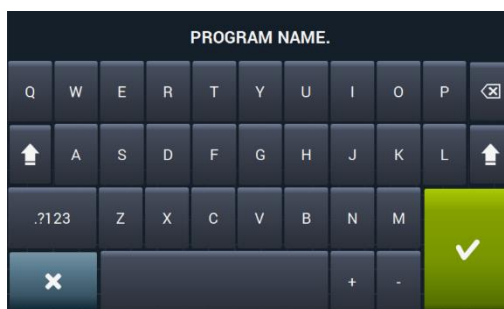 PROGRAM NAME.
Q W E R T Y U I O P
A S D F G H J K L
.?123 Z X C V B N M
+ -